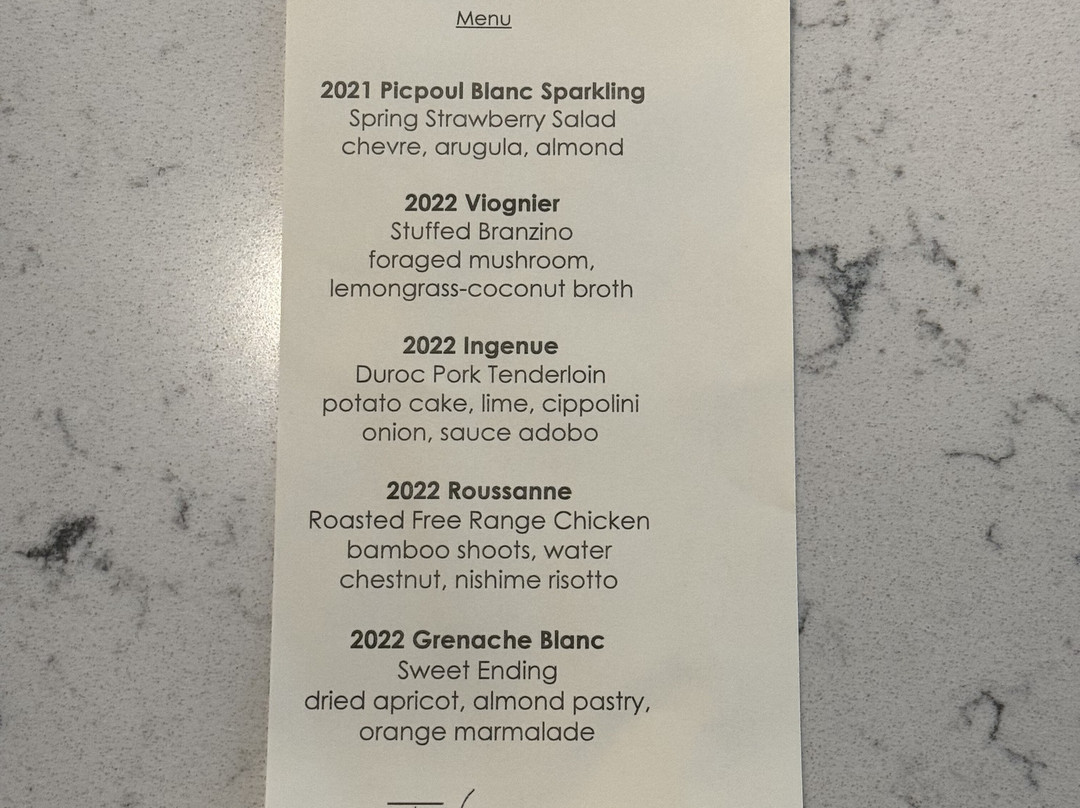 Menu
2021 Picpoul Blanc Sparkling
Spring Strawberry Salad
chevre, arugula, almond
2022 Viognier
Stuffed Branzino
foraged mushroom,
lemongrass-coconut broth
2022 Ingenue
Duroc Pork Tenderloin
potato cake, lime, cippolini
onion, sauce adobo
2022 Roussanne
Roasted Free Range Chicken
bamboo shoots, water
chestnut, nishime risotto
2022 Grenache Blanc
Sweet Ending
dried apricot, almond pastry,
orange marmalade